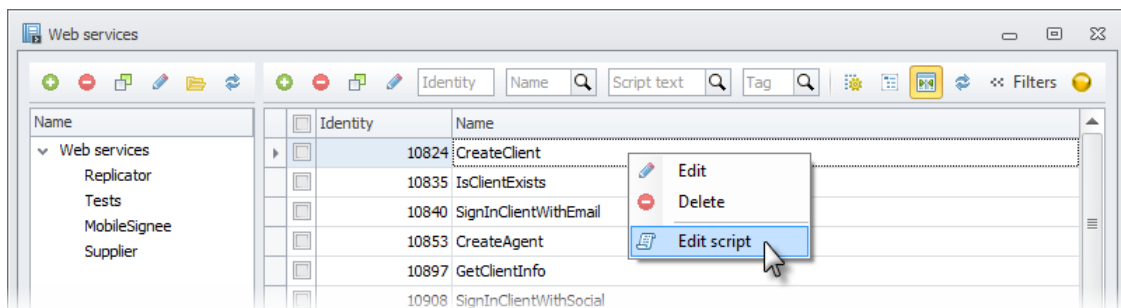 Web services
Identity Name Script text Tag Filters
Name
Web services
Replicator
Tests
MobileSignee
Supplier
Identity Name
10824 CreateClient
10835 IsClientExists
10840 SignInClientWithEmail
10853 CreateAgent
10897 GetClientInfo
10908 SignInClientWithSocial
Edit
Delete
Edit script